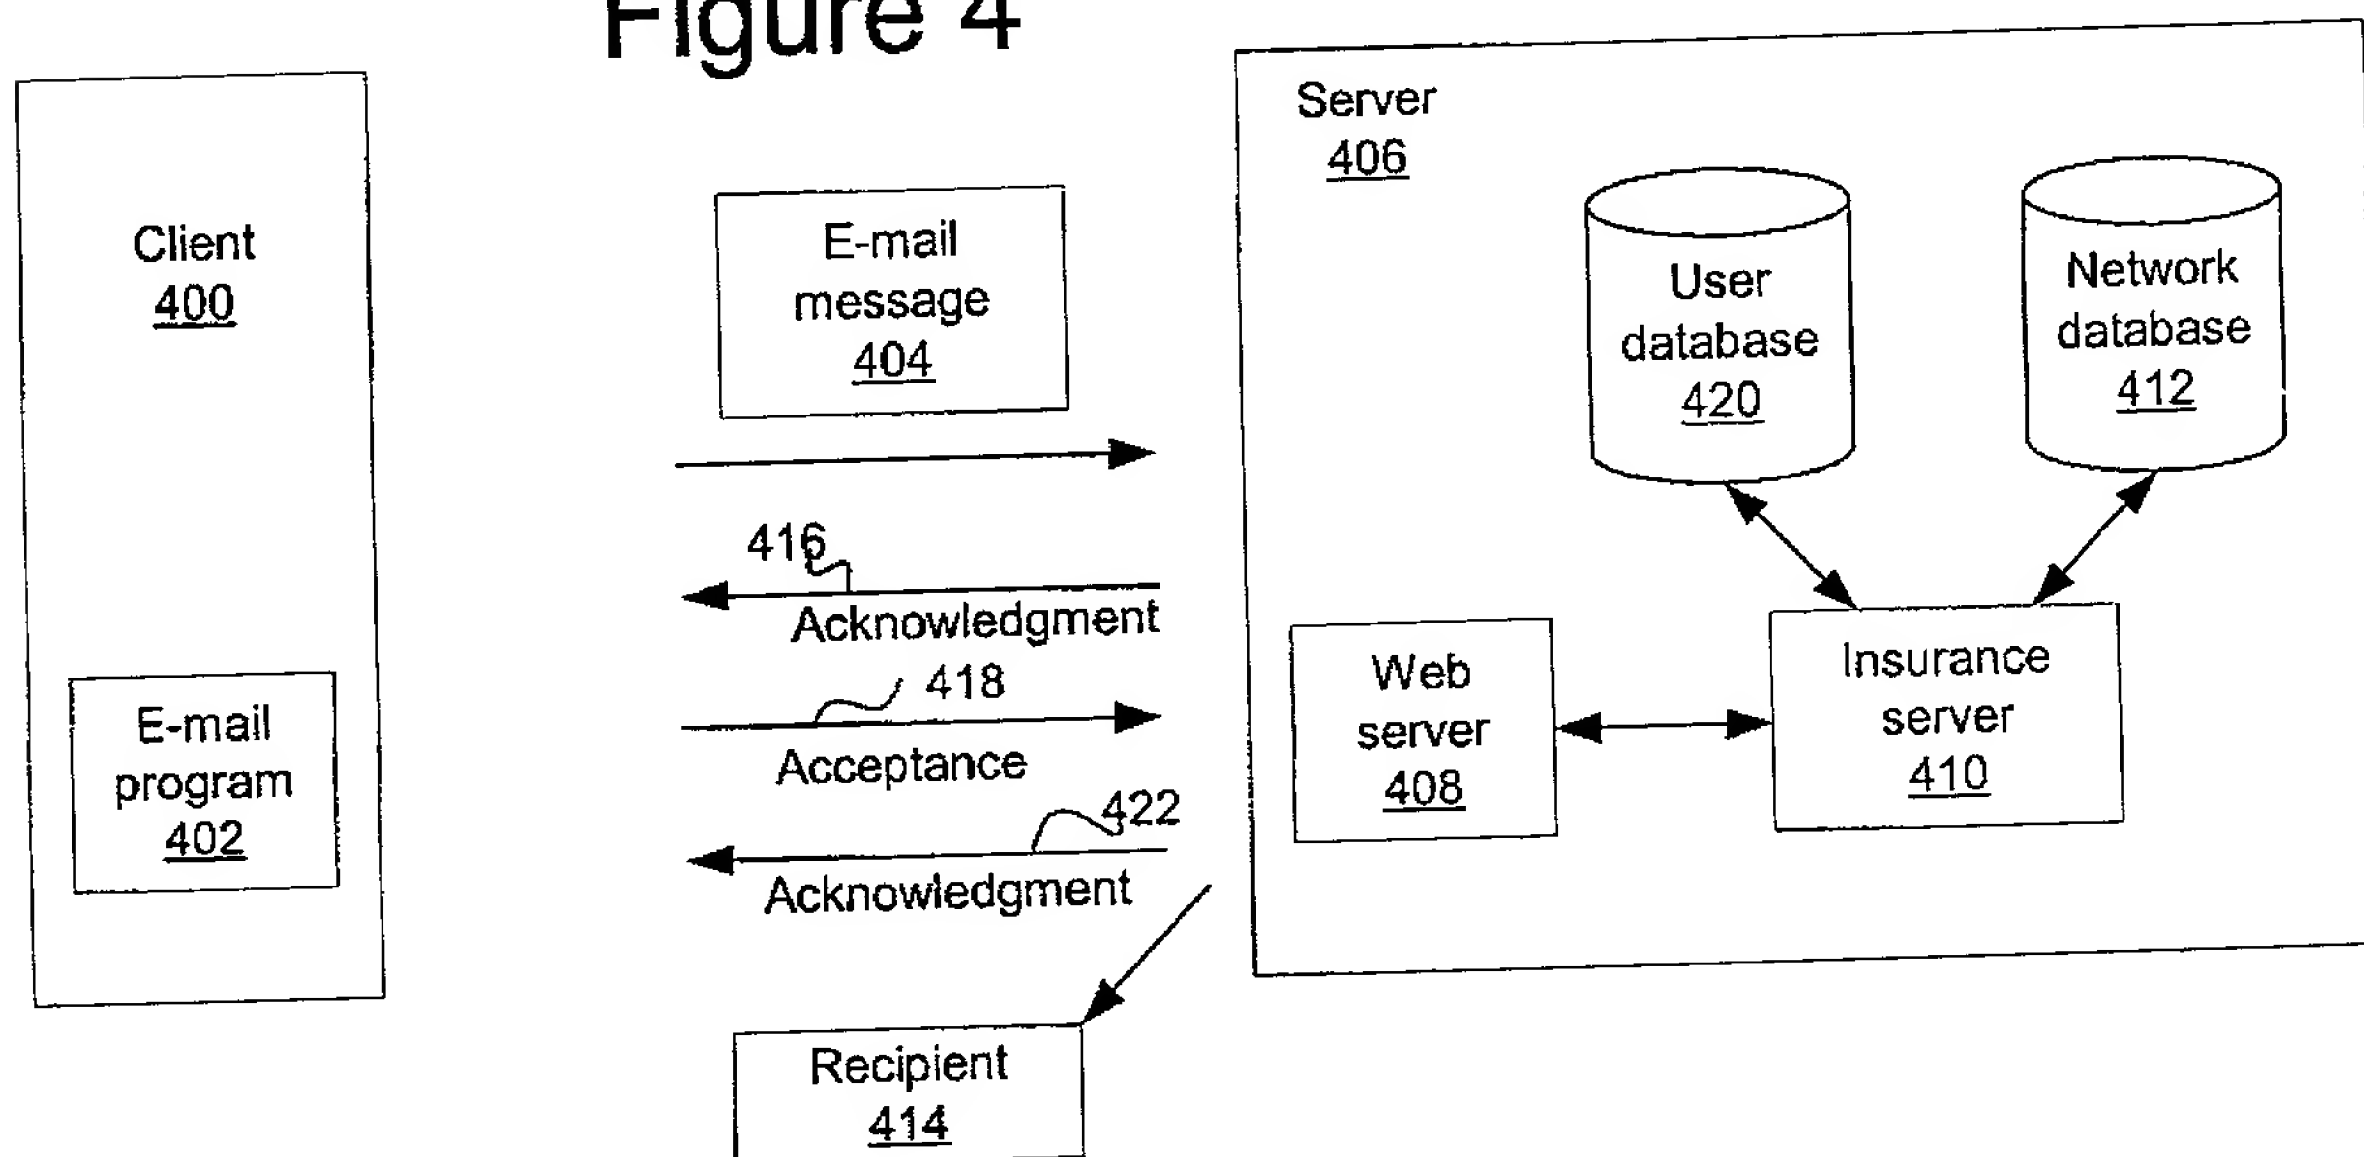 Figure 4
Client
400
E-mail
program
402
E-mail
message
404
416
Acknowledgment
418
Acceptance
422
Acknowledgment
Recipient
414
Server
406
User
database
420
Network
database
412
Web
server
408
Insurance
server
410